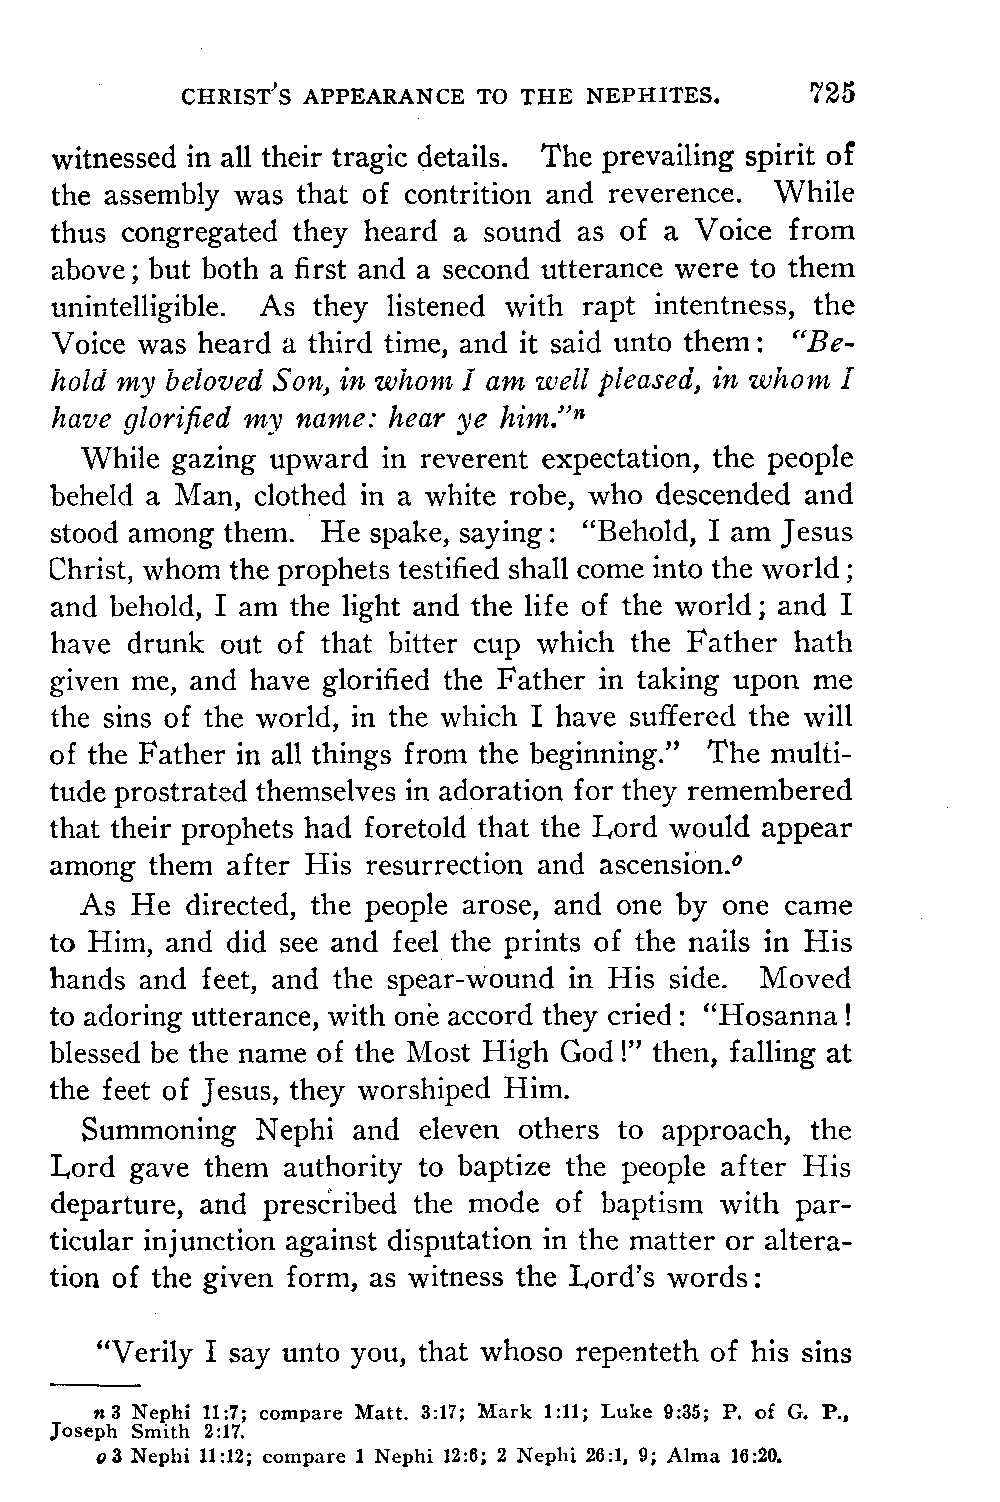 CHRIST'S APPEARANCE TO THE NEPHITES. 725
witnessed in all their tragic details. The prevailing spirit of
the assembly was that of contrition and reverence. While
thus congregated they heard a sound as of a Voice from
above; but both a first and a second utterance were to them
unintelligible. As they listened with rapt intentness, the
Voice was heard a third time, and it said unto them: "Be-
hold my beloved Son, in whom I am well pleased, in whom I
have glorified my name: hear ye him."n
While gazing upward in reverent expectation, the people
beheld a Man, clothed in a white robe, who descended and
stood among them. He spake, saying: "Behold, I am Jesus
Christ, whom the prophets testified shall come into the world;
and behold, I am the light and the life of the world; and I
have drunk out of that bitter cup which the Father hath
given me, and have glorified the Father in taking upon me
the sins of the world, in the which I have suffered the will
of the Father in all things from the beginning." The multi-
tude prostrated themselves in adoration for they remembered
that their prophets had foretold that the Lord would appear
among them after His resurrection and ascension.o
As He directed, the people arose, and one by one came
to Him, and did see and feel the prints of the nails in His
hands and feet, and the spear-wound in His side. Moved
to adoring utterance, with one accord they cried: "Hosanna!
blessed be the name of the Most High God!" then, falling at
the feet of Jesus, they worshiped Him.
Summoning Nephi and eleven others to approach, the
Lord gave them authority to baptize the people after His
departure, and prescribed the mode of baptism with par-
ticular injunction against disputation in the matter or altera-
tion of the given form, as witness the Lord's words:
"Verily I say unto you, that whoso repenteth of his sins
n 3 Nephi 11:7; compare Matt. 3:17; Mark 1:11; Luke 9:35; P. of G. P.,
Joseph Smith 2:17.
o 3 Nephi 11:12; compare 1 Nephi 12:6; 2 Nephi 26:1, 9; Alma 16:20.